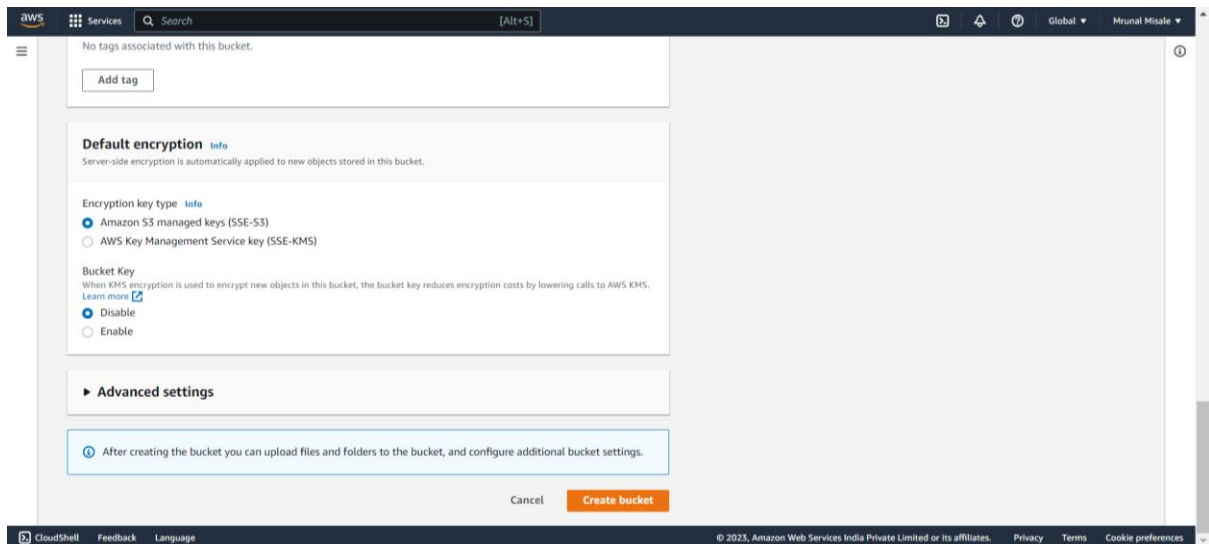 aws Services Search [Alt+S] Global Mrunal Misale
No tags associated with this bucket.
Add tag
Default encryption Info
Server-side encryption is automatically applied to new objects stored in this bucket.
Encryption key type Info
Amazon S3 managed keys (SSE-S3)
AWS Key Management Service key (SSE-KMS)
Bucket Key
When KMS encryption is used to encrypt new objects in this bucket, the bucket key reduces encryption costs by lowering calls to AWS KMS.
Learn more
Disable
Enable
Advanced settings
After creating the bucket you can upload files and folders to the bucket, and configure additional bucket settings.
Cancel Create bucket
CloudShell Feedback Language © 2023, Amazon Web Services India Private Limited or its affiliates. Privacy Terms Cookie preferences